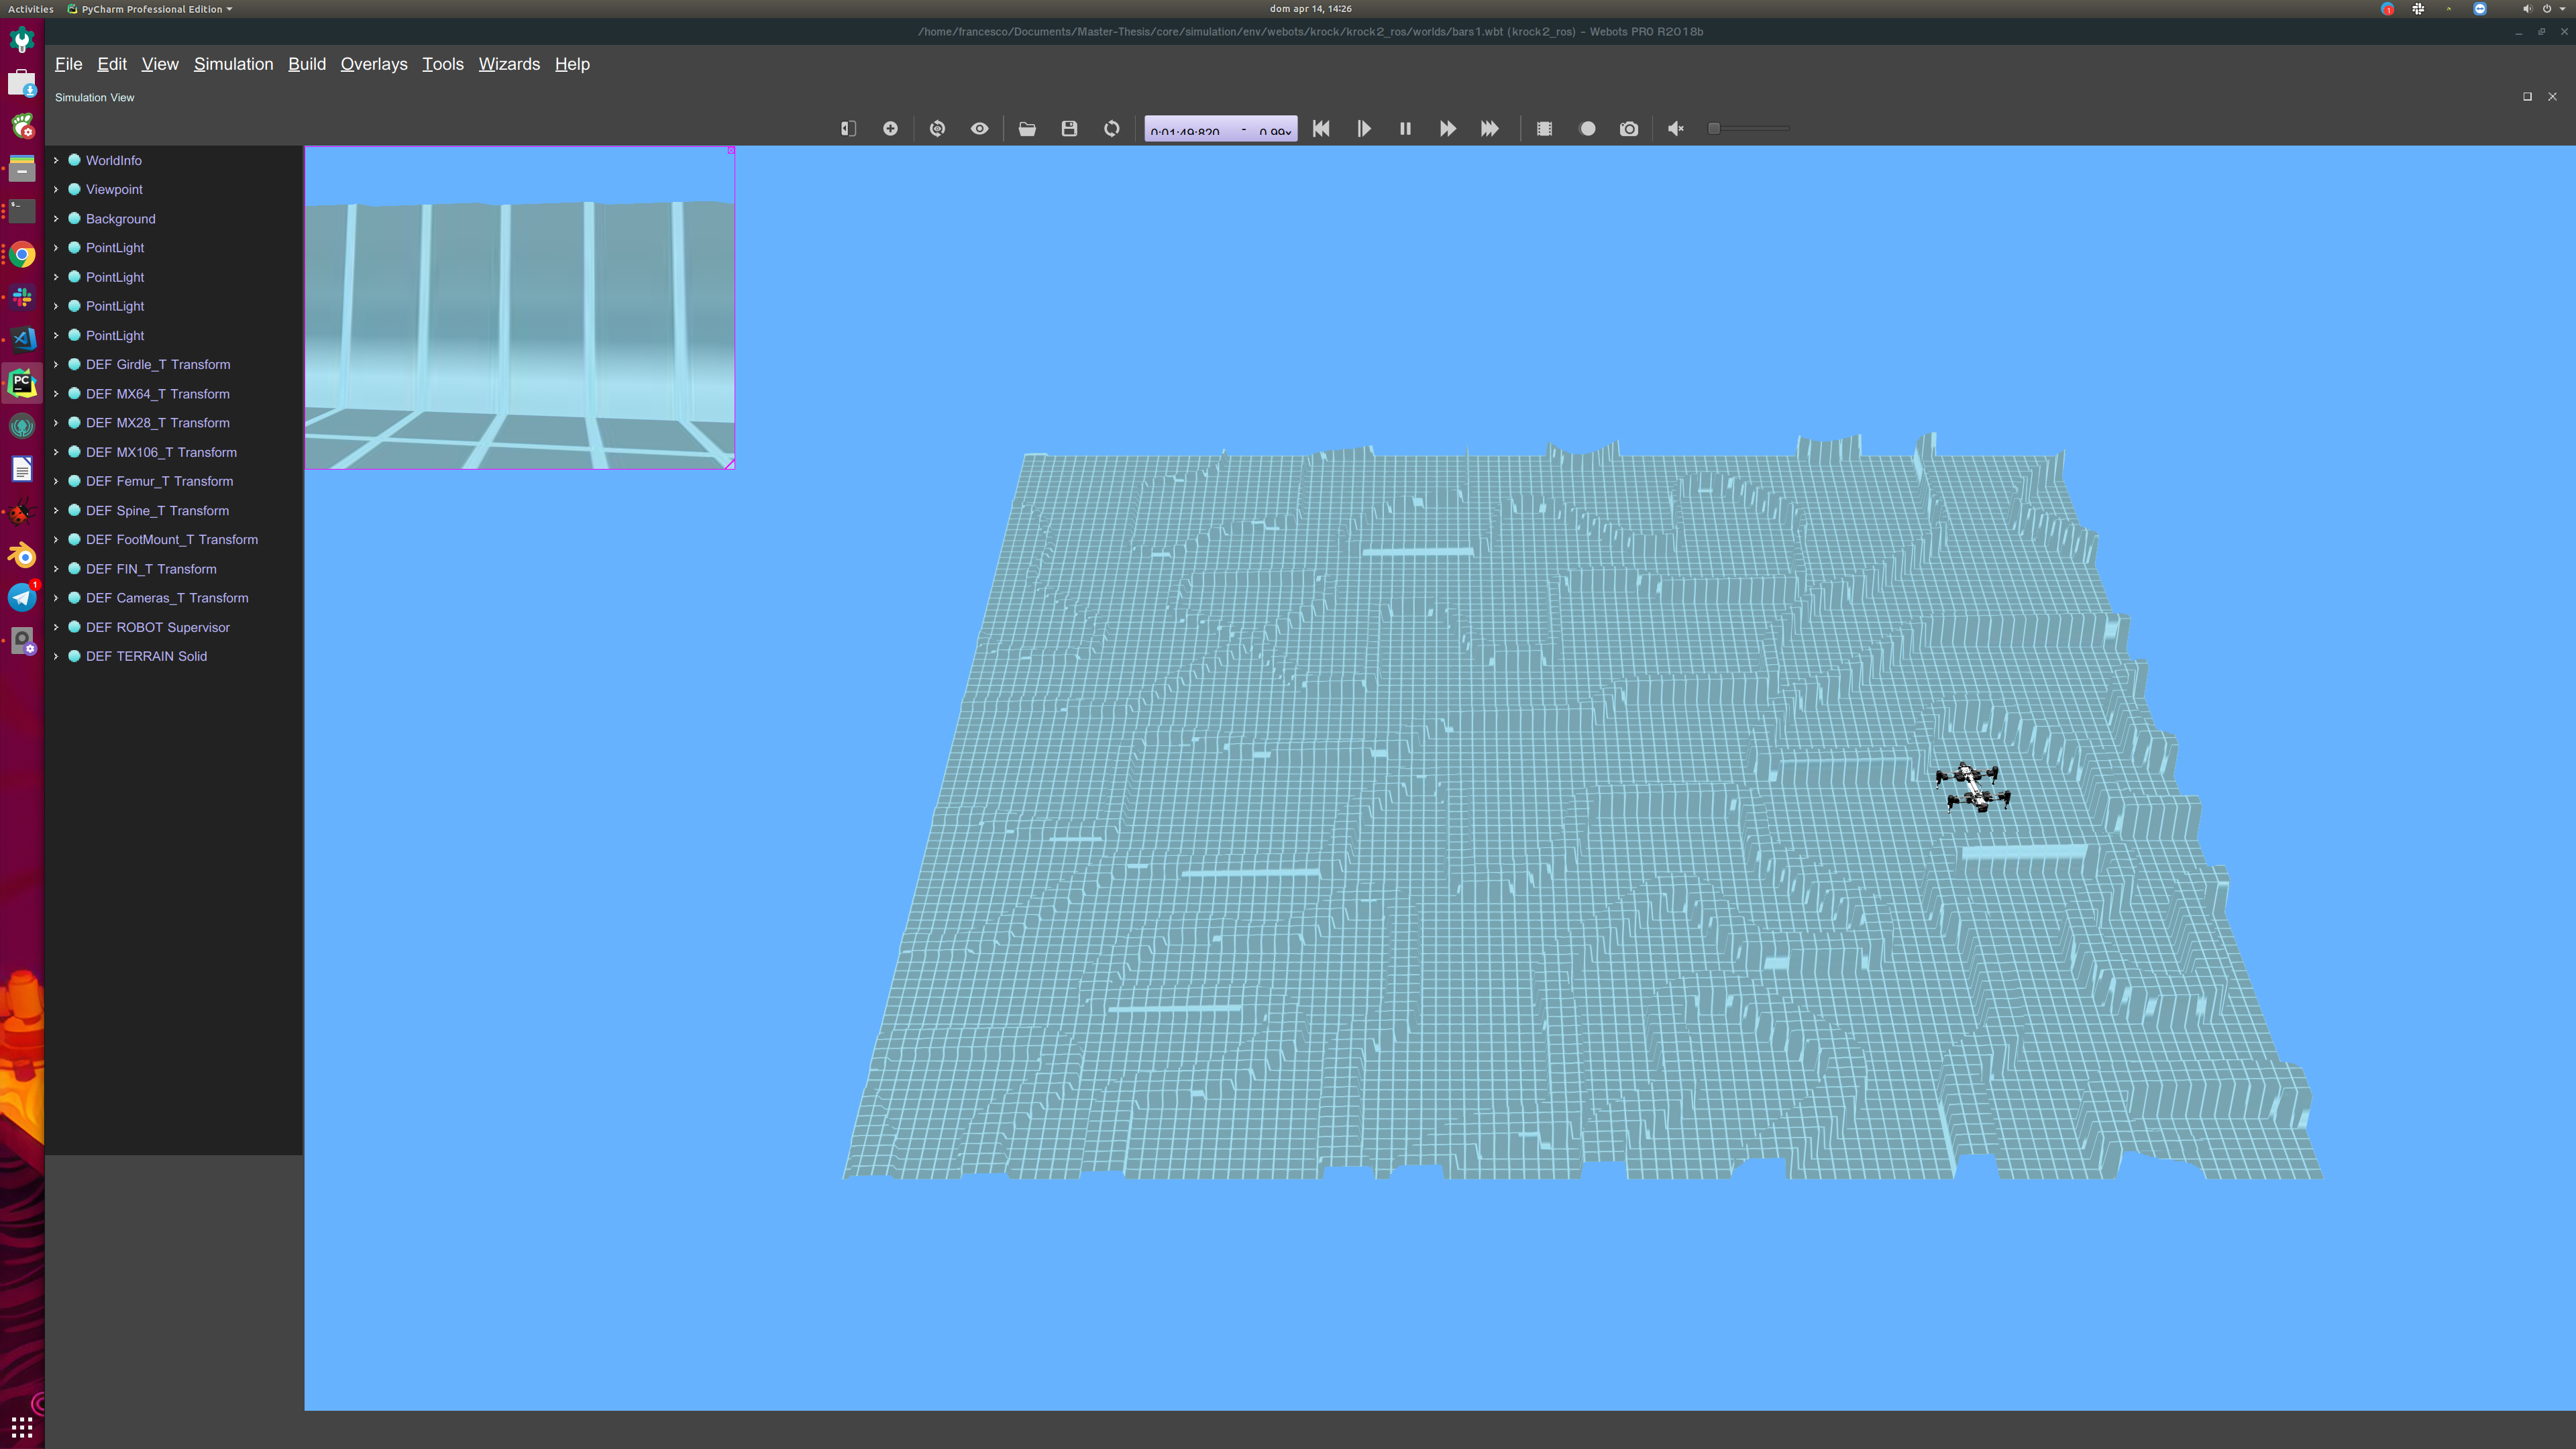 Activities PyCharm Professional Edition dom apr 14, 14:26 1
/home/francesco/Documents/Master-Thesis/core/simulation/env/webots/krock/krock2_ros/worlds/bars1.wbt (krock2_ros) - Webots PRO R2018b
File Edit View Simulation Build Overlays Tools Wizards Help
Simulation View
0:01:49:820 - 0.99x
WorldInfo
Viewpoint
Background
PointLight
PointLight
PointLight
PointLight
DEF Girdle_T Transform
DEF MX64_T Transform
DEF MX28_T Transform
DEF MX106_T Transform
DEF Femur_T Transform
DEF Spine_T Transform
DEF FootMount_T Transform
DEF FIN_T Transform
DEF Cameras_T Transform
DEF ROBOT Supervisor
DEF TERRAIN Solid
PC
1